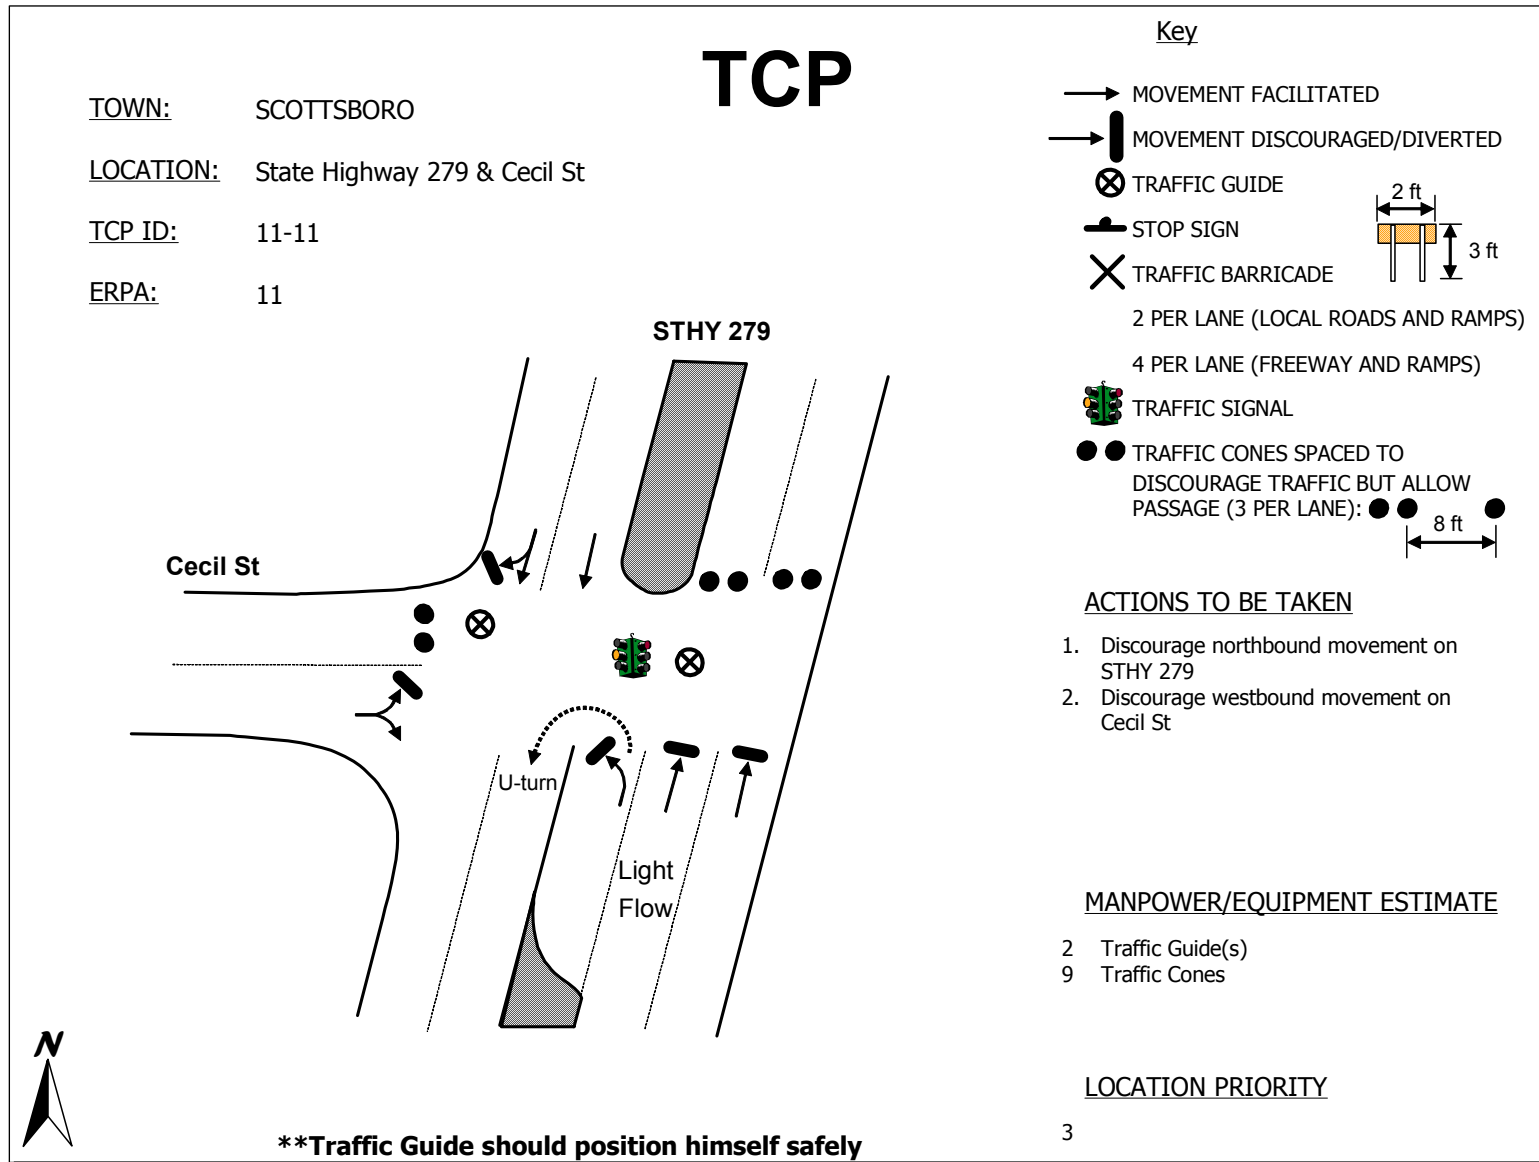 TCP
TOWN: SCOTTSBORO
LOCATION: State Highway 279 & Cecil St
TCP ID: 11-11
ERPA: 11
STHY 279
Cecil St
U-turn
Light
Flow
N
**Traffic Guide should position himself safely
Key
MOVEMENT FACILITATED
MOVEMENT DISCOURAGED/DIVERTED
TRAFFIC GUIDE
2 ft
STOP SIGN
3 ft
TRAFFIC BARRICADE
2 PER LANE (LOCAL ROADS AND RAMPS)
4 PER LANE (FREEWAY AND RAMPS)
TRAFFIC SIGNAL
TRAFFIC CONES SPACED TO
DISCOURAGE TRAFFIC BUT ALLOW
PASSAGE (3 PER LANE):
8 ft
ACTIONS TO BE TAKEN
1. Discourage northbound movement on
STHY 279
2. Discourage westbound movement on
Cecil St
MANPOWER/EQUIPMENT ESTIMATE
2 Traffic Guide(s)
9 Traffic Cones
LOCATION PRIORITY
3